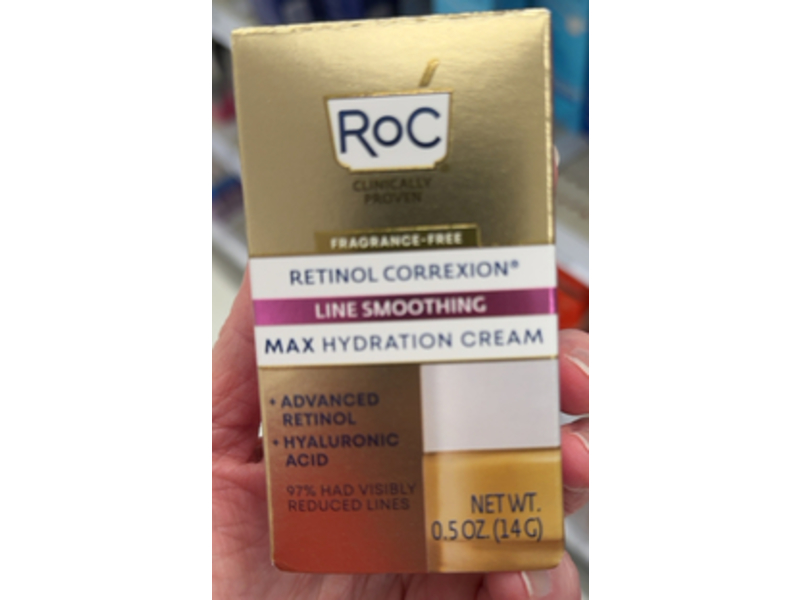 RoC
CLINICALLY
PROVEN
FRAGRANCE-FREE
RETINOL CORREXION®
LINE SMOOTHING
MAX HYDRATION CREAM
+ ADVANCED
RETINOL
+ HYALURONIC
ACID
97% HAD VISIBLY
REDUCED LINES
NET WT.
0.5 OZ. (14 G)